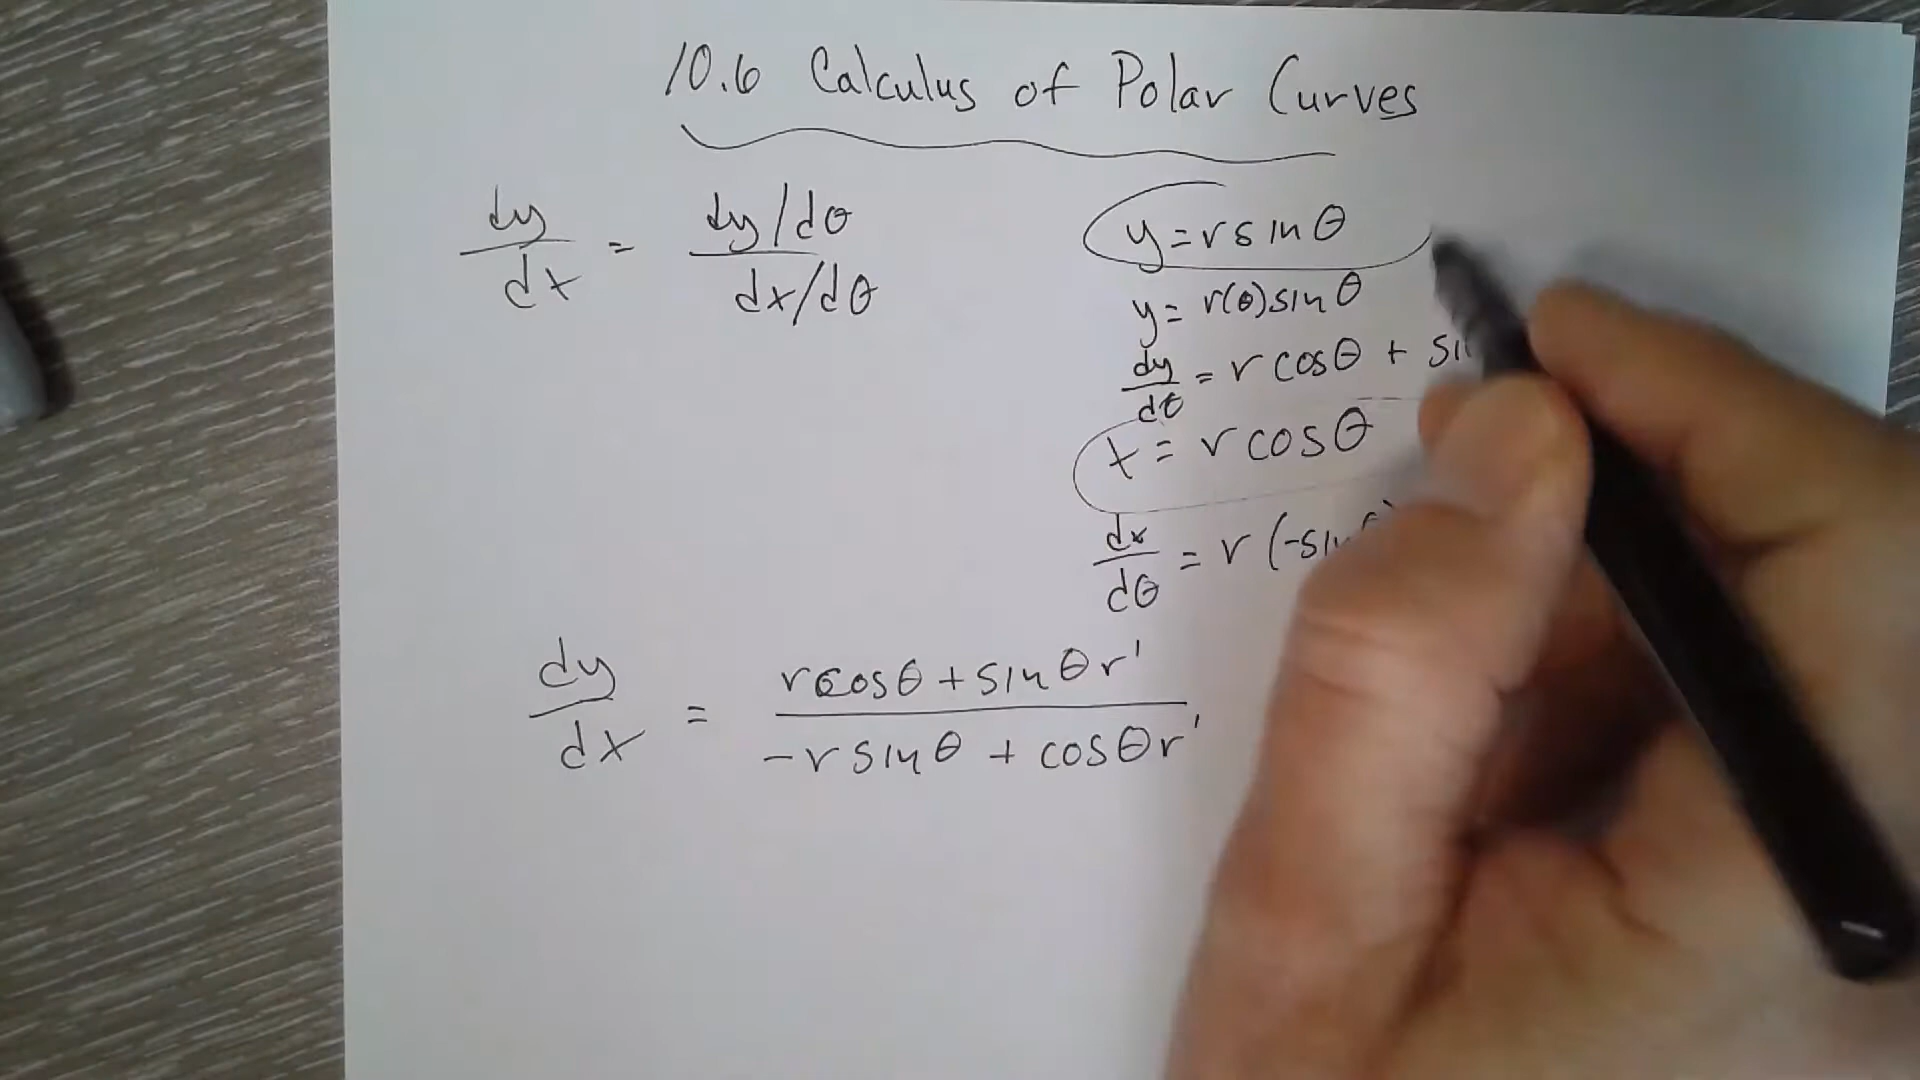 10.6 Calculus of Polar Curves
dy/dx = (dy/dθ)/(dx/dθ)
y = r sin θ
y = r(θ) sin θ
dy/dθ = r cos θ +
x = r cos θ
dx/dθ = r (-sin
dy/dx = (r cos θ + sin θ r')/(-r sin θ + cos θ r')